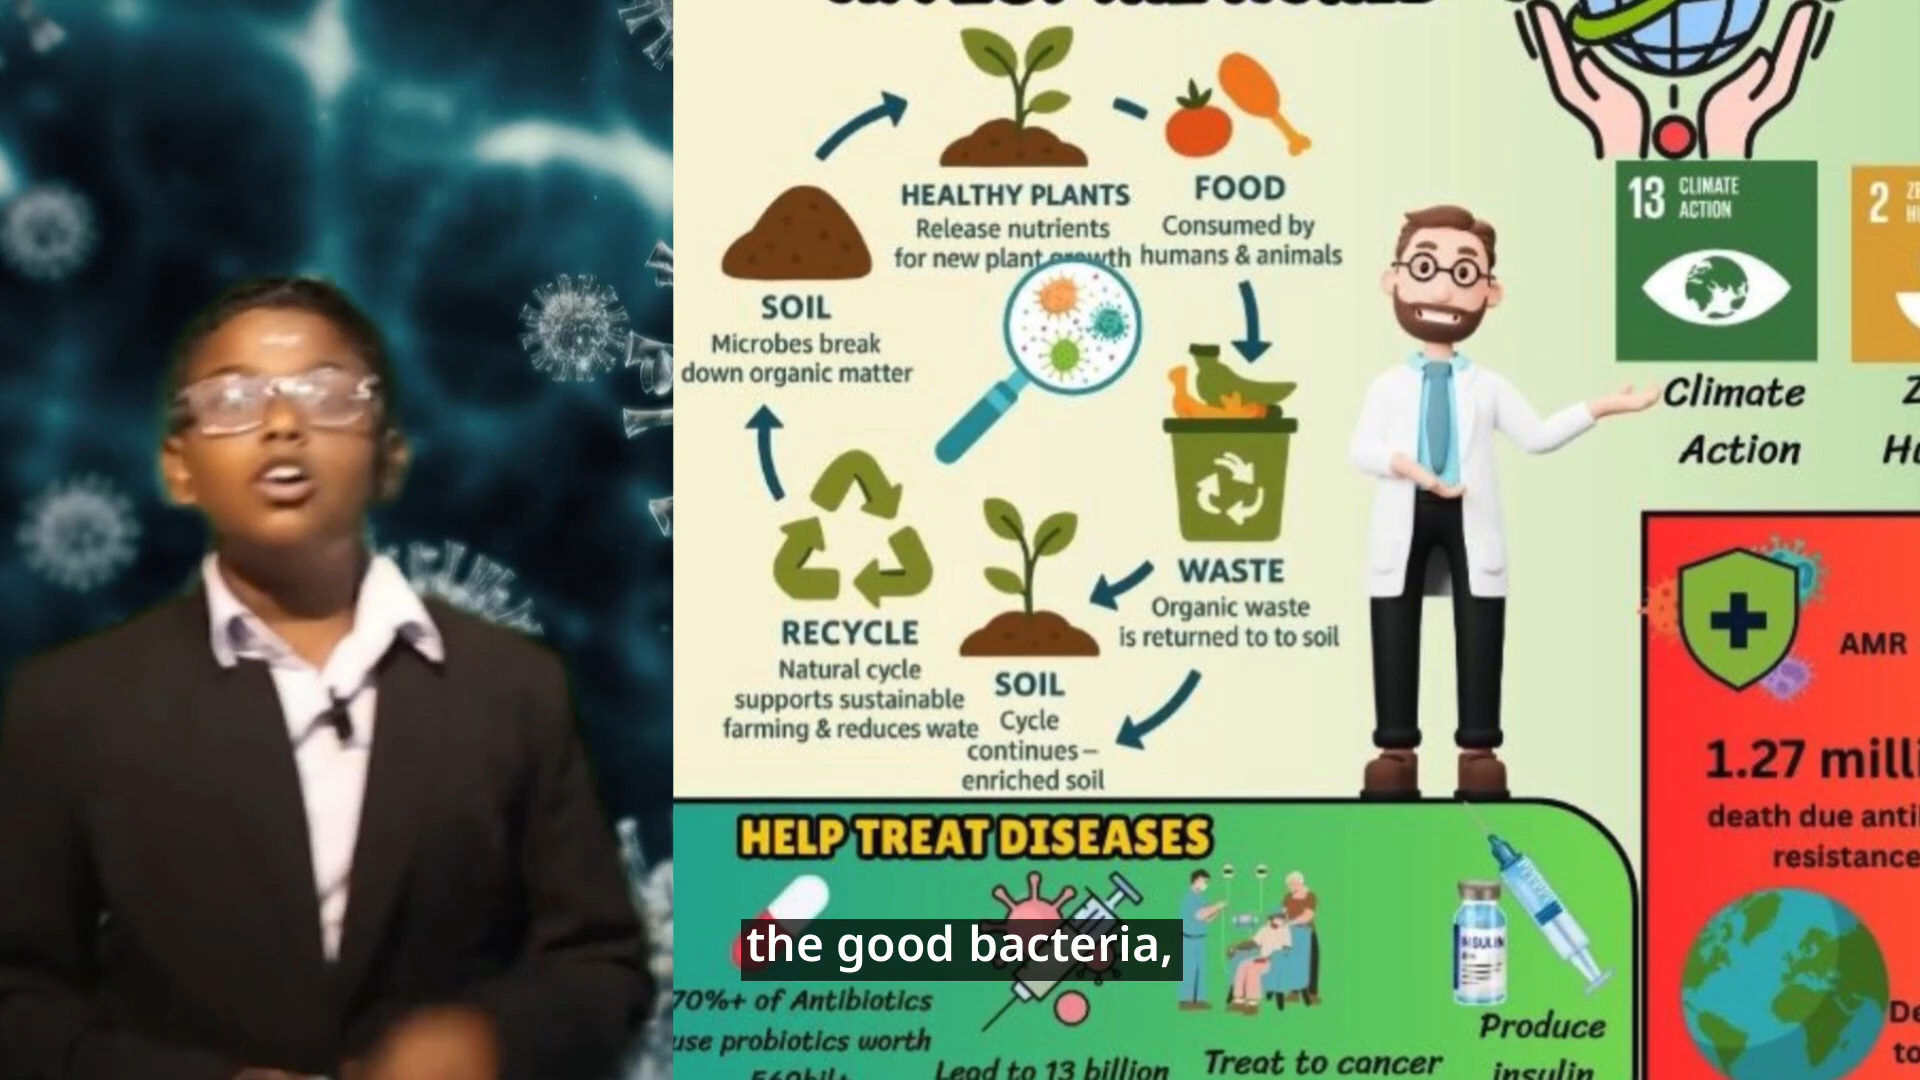 HEALTHY PLANTS
Release nutrients
for new plant growth
FOOD
Consumed by
humans & animals
SOIL
Microbes break
down organic matter
RECYCLE
Natural cycle
supports sustainable
farming & reduces wate
SOIL
Cycle
continues –
enriched soil
WASTE
Organic waste
is returned to to soil
13 CLIMATE
ACTION
2
Climate
Action
AMR
1.27 milli
death due anti
resistance
HELP TREAT DISEASES
the good bacteria,
70%+ of Antibiotics
use probiotics worth
Lead to 13 billion
Treat to cancer
INSULIN
Produce
insulin